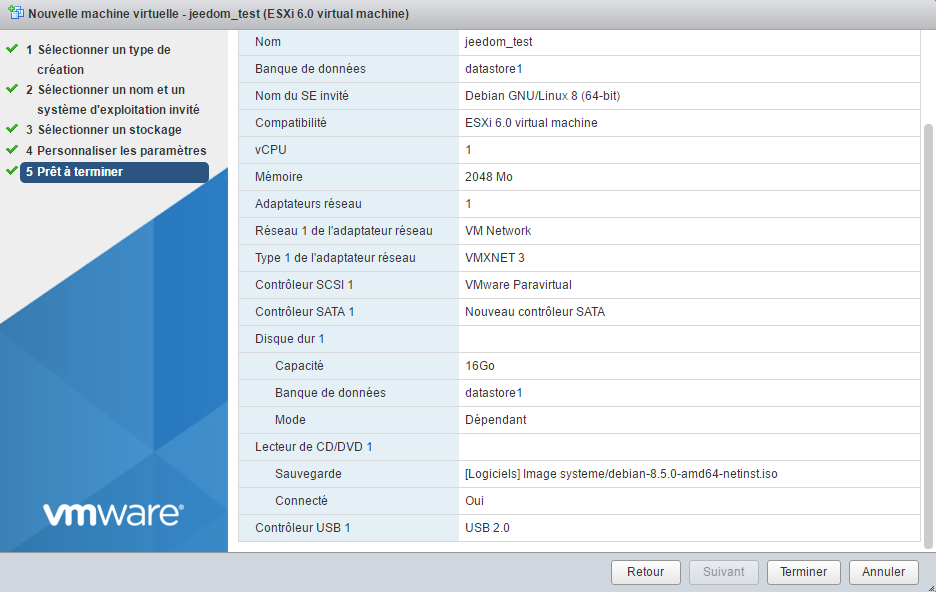 Nouvelle machine virtuelle - jeedom_test (ESXi 6.0 virtual machine)
1 Sélectionner un type de
création
2 Sélectionner un nom et un
système d'exploitation invité
3 Sélectionner un stockage
4 Personnaliser les paramètres
5 Prêt à terminer
vmware®
Nom jeedom_test
Banque de données datastore1
Nom du SE invité Debian GNU/Linux 8 (64-bit)
Compatibilité ESXi 6.0 virtual machine
vCPU 1
Mémoire 2048 Mo
Adaptateurs réseau 1
Réseau 1 de l'adaptateur réseau VM Network
Type 1 de l'adaptateur réseau VMXNET 3
Contrôleur SCSI 1 VMware Paravirtual
Contrôleur SATA 1 Nouveau contrôleur SATA
Disque dur 1
Capacité 16Go
Banque de données datastore1
Mode Dépendant
Lecteur de CD/DVD 1
Sauvegarde [Logiciels] Image systeme/debian-8.5.0-amd64-netinst.iso
Connecté Oui
Contrôleur USB 1 USB 2.0
Retour Suivant Terminer Annuler